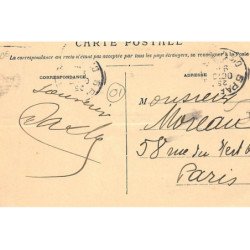 CARTE POSTALE
La correspondance au recto n'est pas acceptée par tous les pays étrangers, se renseigner à la Poste
CORRESPONDANCE
ADRESSE
Souvenir
Monsieur
Moreau
58 rue du
Paris